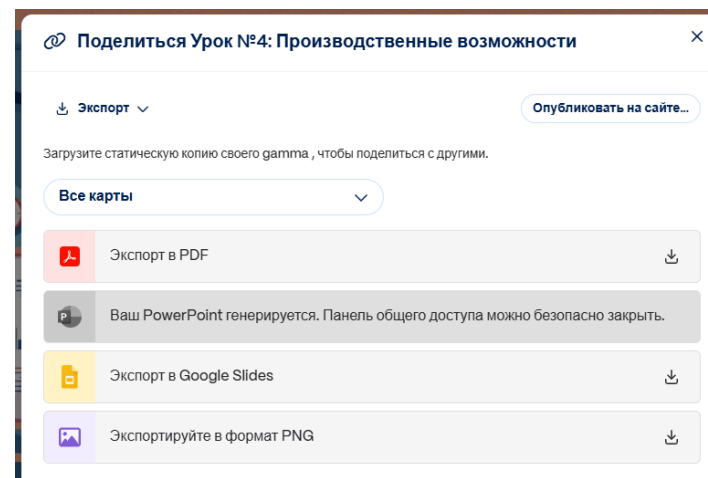 Поделиться Урок №4: Производственные возможности
Экспорт
Опубликовать на сайте...
Загрузите статическую копию своего gamma , чтобы поделиться с другими.
Все карты
Экспорт в PDF
Ваш PowerPoint генерируется. Панель общего доступа можно безопасно закрыть.
Экспорт в Google Slides
Экспортируйте в формат PNG